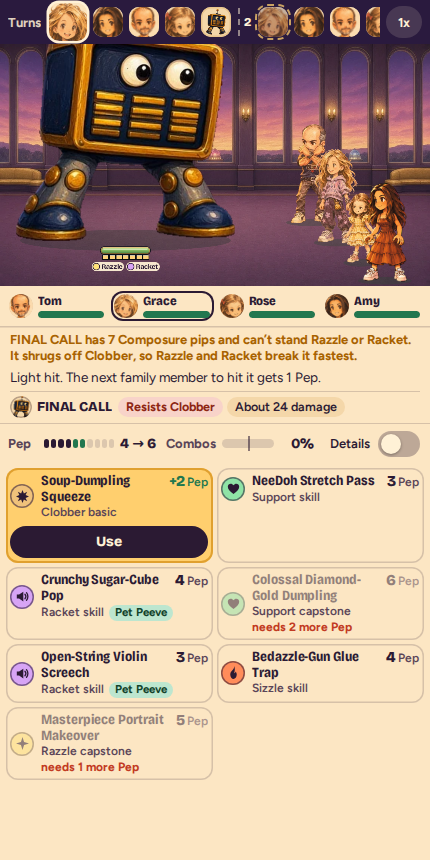 Turns
2
1x
Razzle Racket
Tom Grace Rose Amy
FINAL CALL has 7 Composure pips and can't stand Razzle or Racket.
It shrugs off Clobber, so Razzle and Racket break it fastest.
Light hit. The next family member to hit it gets 1 Pep.
FINAL CALL Resists Clobber About 24 damage
Pep 4 → 6 Combos 0% Details
Soup-Dumpling +2 Pep
Squeeze
Clobber basic
Use
NeeDoh Stretch Pass 3 Pep
Support skill
Crunchy Sugar-Cube 4 Pep
Pop
Racket skill Pet Peeve
Colossal Diamond- 6 Pep
Gold Dumpling
Support capstone
needs 2 more Pep
Open-String Violin 3 Pep
Screech
Racket skill Pet Peeve
Bedazzle-Gun Glue 4 Pep
Trap
Sizzle skill
Masterpiece Portrait 5 Pep
Makeover
Razzle capstone
needs 1 more Pep